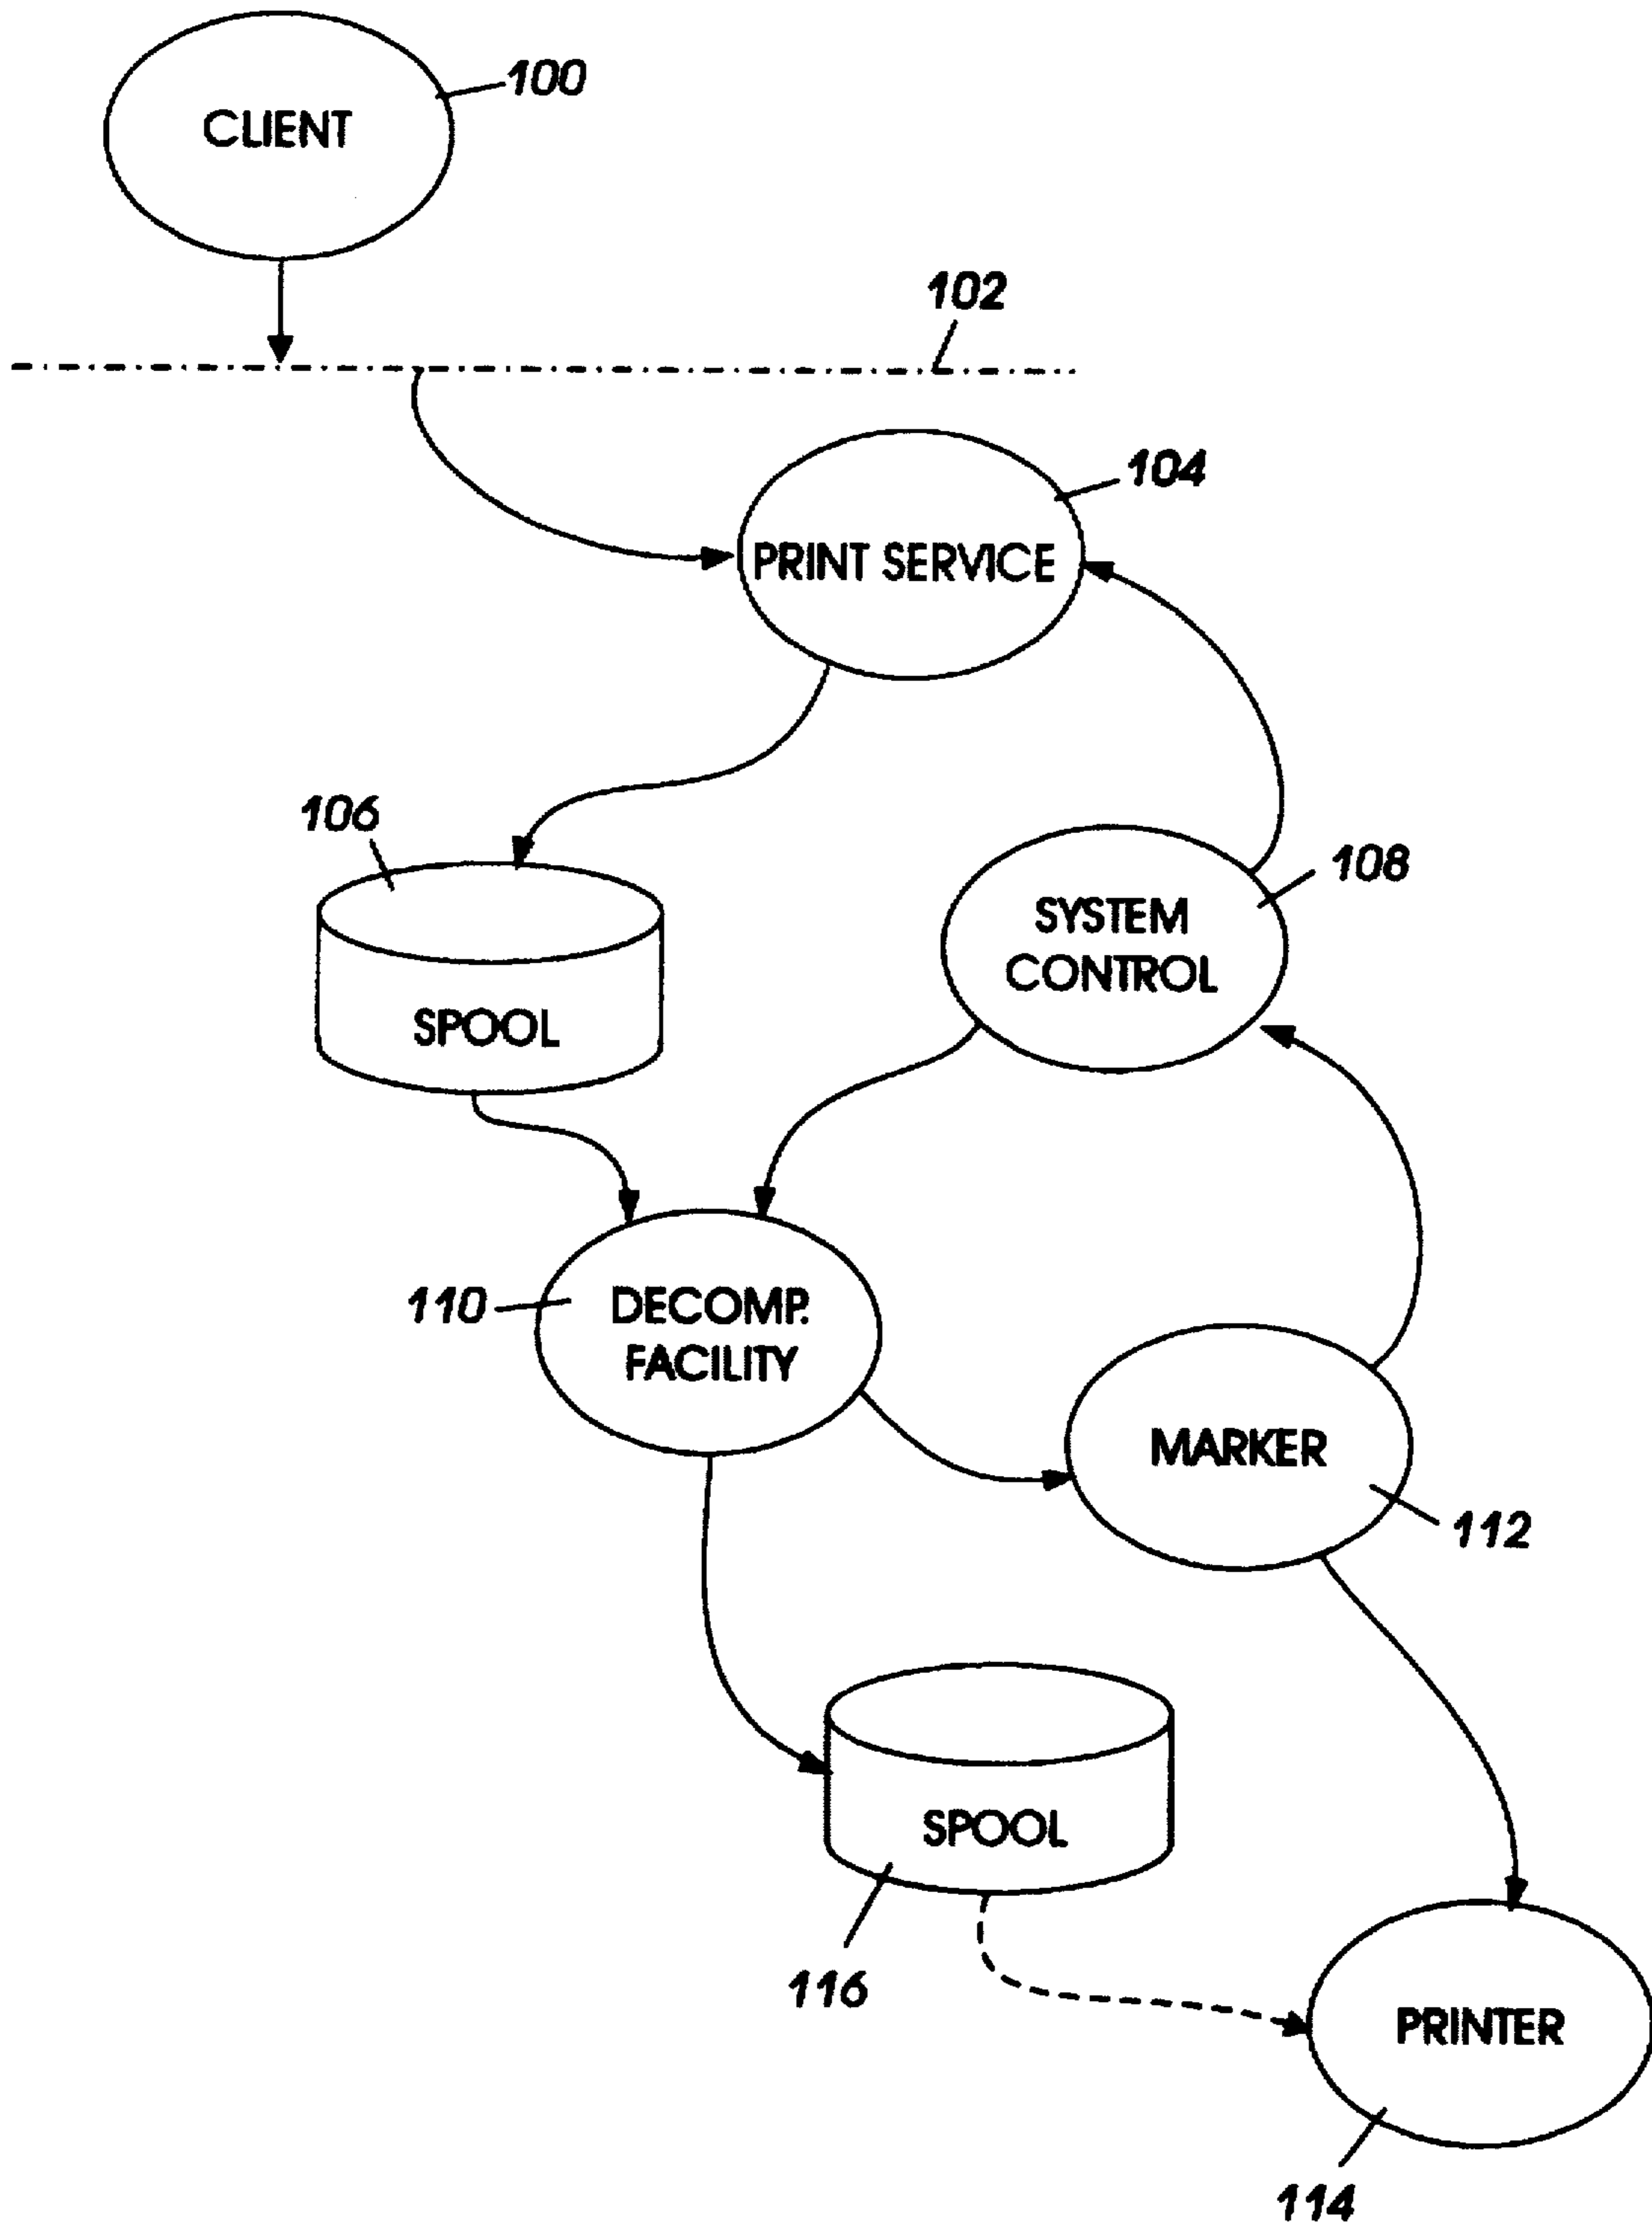 100
CLIENT
102
104
PRINT SERVICE
106
108
SYSTEM
CONTROL
SPOOL
110
DECOMP.
FACILITY
MARKER
112
SPOOL
116
PRINTER
114